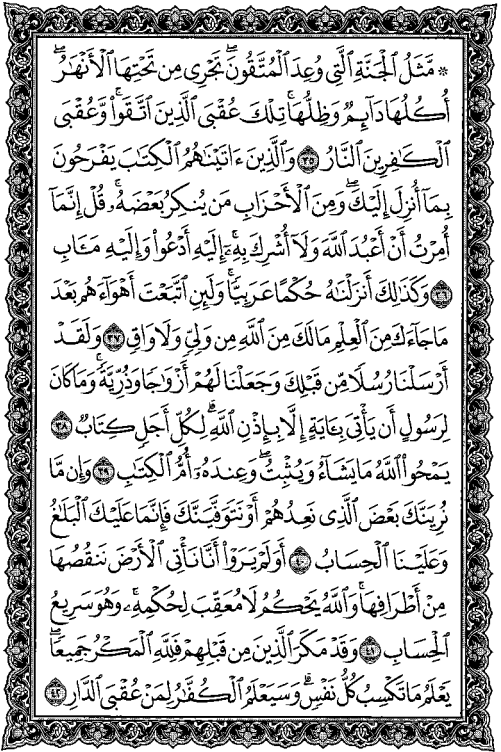 ۞ مَّثَلُ ٱلْجَنَّةِ ٱلَّتِى وُعِدَ ٱلْمُتَّقُونَۖ تَجْرِى مِن تَحْتِهَا ٱلْأَنْهَٰرُۖ
أُكُلُهَا دَآئِمٌ وَظِلُّهَاۚ تِلْكَ عُقْبَى ٱلَّذِينَ ٱتَّقَوا۟ۚ وَّعُقْبَى
ٱلْكَٰفِرِينَ ٱلنَّارُ ٣٥ وَٱلَّذِينَ ءَاتَيْنَٰهُمُ ٱلْكِتَٰبَ يَفْرَحُونَ
بِمَآ أُنزِلَ إِلَيْكَۖ وَمِنَ ٱلْأَحْزَابِ مَن يُنكِرُ بَعْضَهُۥۚ قُلْ إِنَّمَآ
أُمِرْتُ أَنْ أَعْبُدَ ٱللَّهَ وَلَآ أُشْرِكَ بِهِۦٓۚ إِلَيْهِ أَدْعُوا۟ وَإِلَيْهِ مَـَٔابِ
٣٦ وَكَذَٰلِكَ أَنزَلْنَٰهُ حُكْمًا عَرَبِيًّاۚ وَلَئِنِ ٱتَّبَعْتَ أَهْوَآءَهُم بَعْدَ
مَا جَآءَكَ مِنَ ٱلْعِلْمِ مَا لَكَ مِنَ ٱللَّهِ مِن وَلِىٍّ وَلَا وَاقٍ ٣٧ وَلَقَدْ
أَرْسَلْنَا رُسُلًا مِّن قَبْلِكَ وَجَعَلْنَا لَهُمْ أَزْوَٰجًا وَذُرِّيَّةًۚ وَمَا كَانَ
لِرَسُولٍ أَن يَأْتِىَ بِـَٔايَةٍ إِلَّا بِإِذْنِ ٱللَّهِۗ لِكُلِّ أَجَلٍ كِتَابٌ ٣٨
يَمْحُوا۟ ٱللَّهُ مَا يَشَآءُ وَيُثْبِتُۖ وَعِندَهُۥٓ أُمُّ ٱلْكِتَٰبِ ٣٩ وَإِن مَّا
نُرِيَنَّكَ بَعْضَ ٱلَّذِى نَعِدُهُمْ أَوْ نَتَوَفَّيَنَّكَ فَإِنَّمَا عَلَيْكَ ٱلْبَلَٰغُ
وَعَلَيْنَا ٱلْحِسَابُ ٤٠ أَوَلَمْ يَرَوْا۟ أَنَّا نَأْتِى ٱلْأَرْضَ نَنقُصُهَا
مِنْ أَطْرَافِهَاۚ وَٱللَّهُ يَحْكُمُ لَا مُعَقِّبَ لِحُكْمِهِۦۚ وَهُوَ سَرِيعُ
ٱلْحِسَابِ ٤١ وَقَدْ مَكَرَ ٱلَّذِينَ مِن قَبْلِهِمْ فَلِلَّهِ ٱلْمَكْرُ جَمِيعًاۖ
يَعْلَمُ مَا تَكْسِبُ كُلُّ نَفْسٍۗ وَسَيَعْلَمُ ٱلْكُفَّٰرُ لِمَنْ عُقْبَى ٱلدَّارِ ٤٢